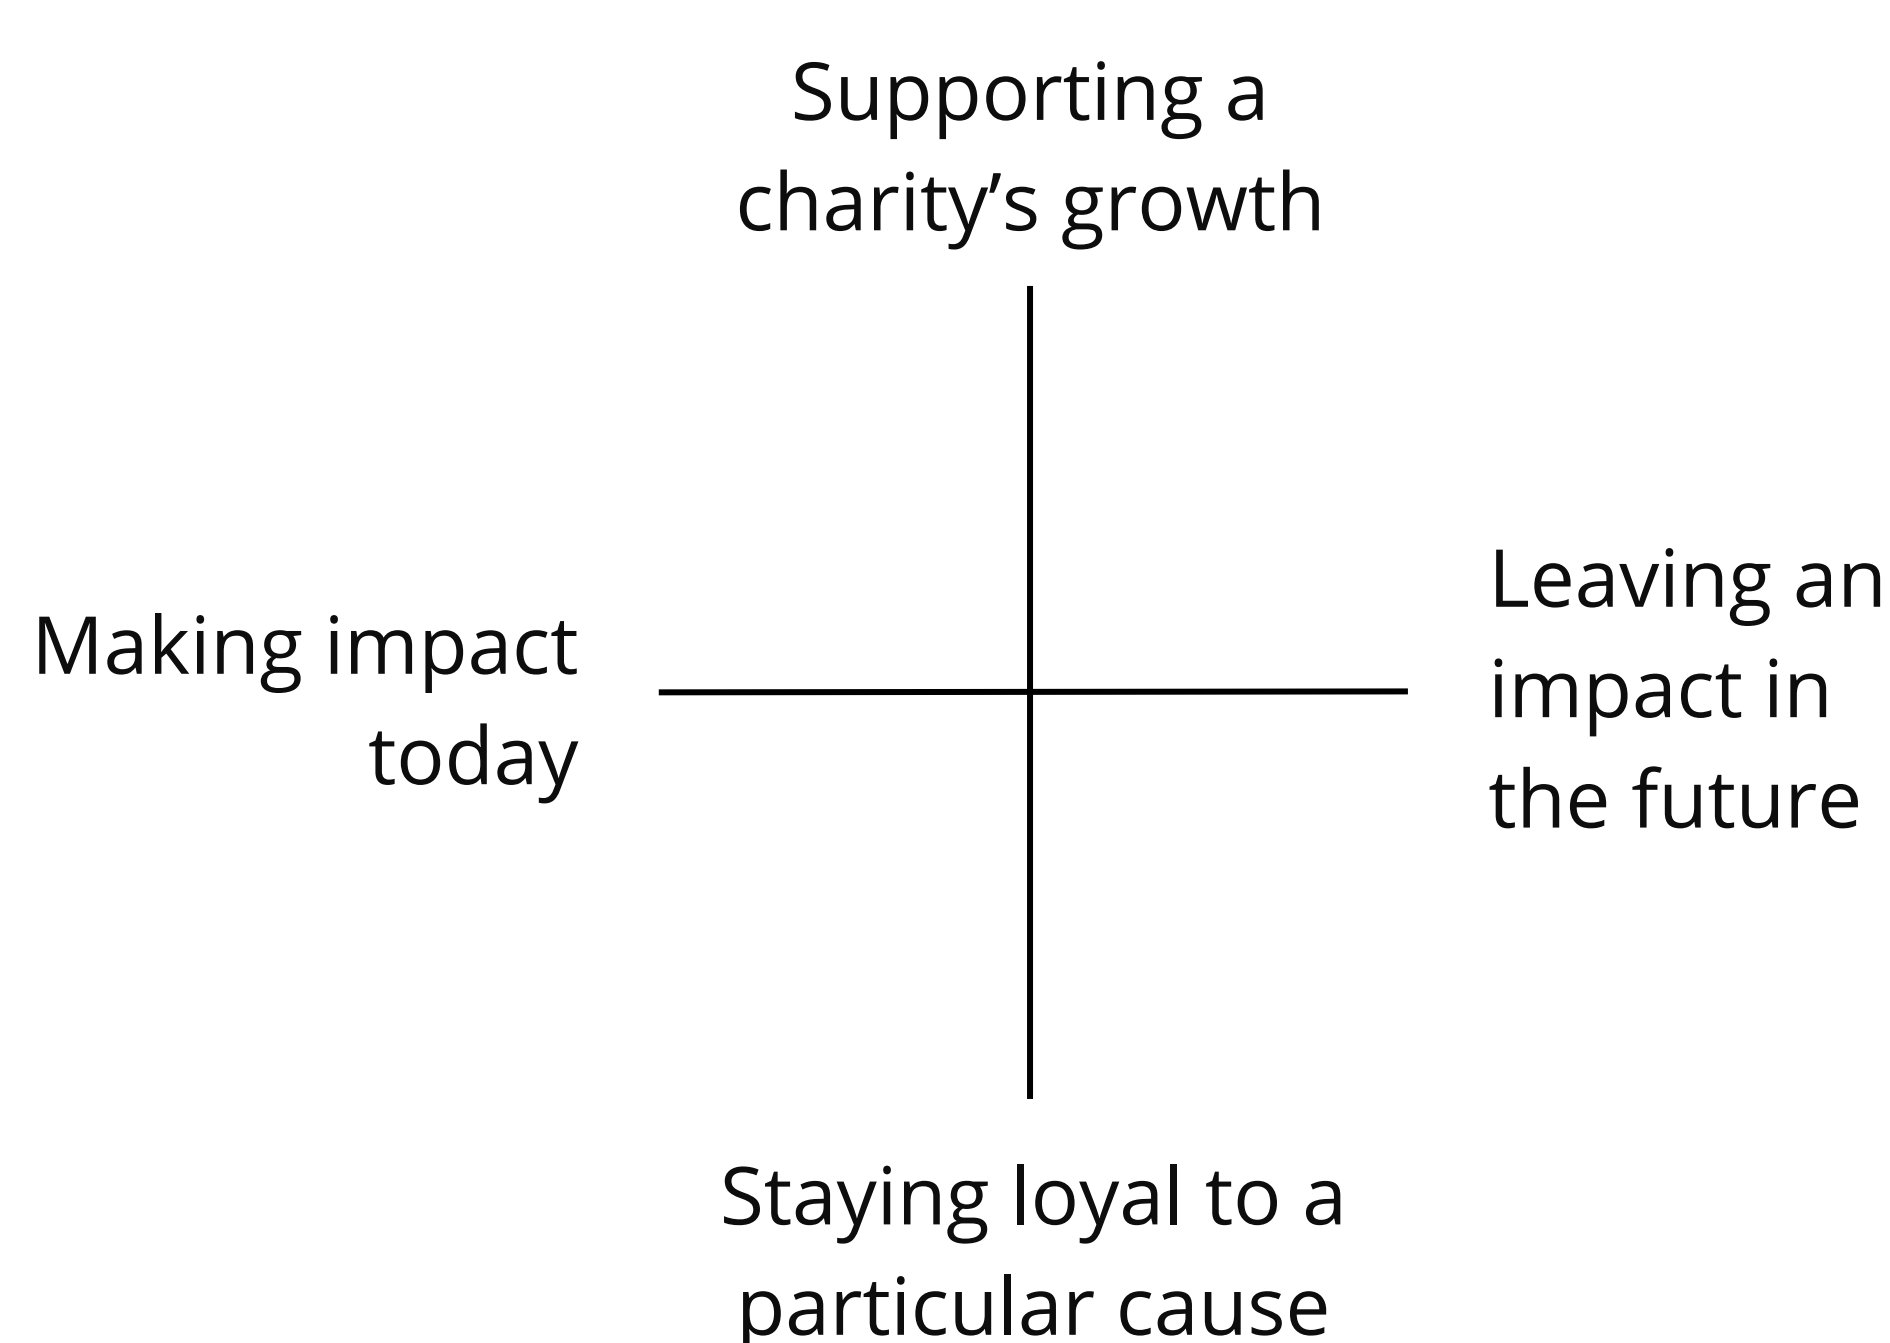 Supporting a
charity’s growth
Making impact
today
Leaving an
impact in
the future
Staying loyal to a
particular cause